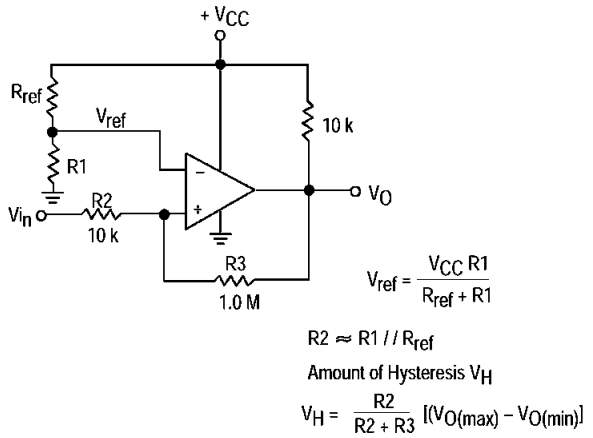 + VCC
Rref
Vref
10 k
R1
−
+
Vin
R2
10 k
VO
R3
1.0 M
Vref = VCC R1 / Rref + R1
R2 ≈ R1 // Rref
Amount of Hysteresis VH
VH = R2 / R2 + R3 [(VO(max) – VO(min)]